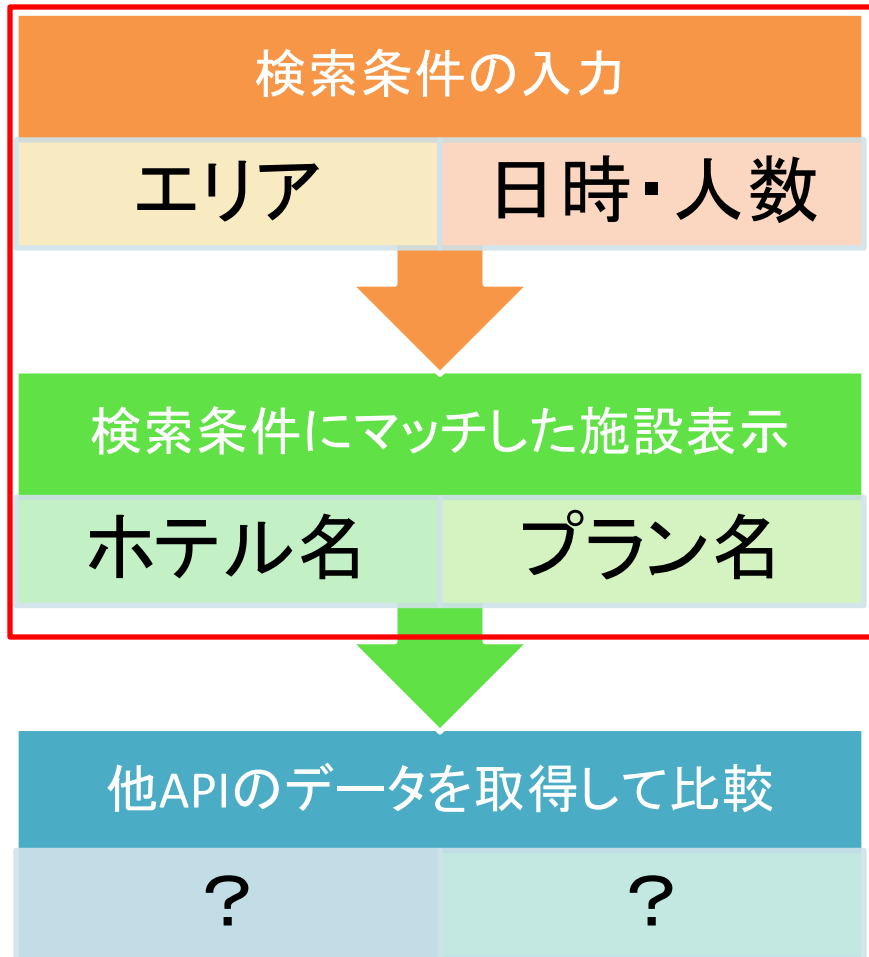 検索条件の入力
エリア
日時・人数
検索条件にマッチした施設表示
ホテル名
プラン名
他APIのデータを取得して比較
？
？